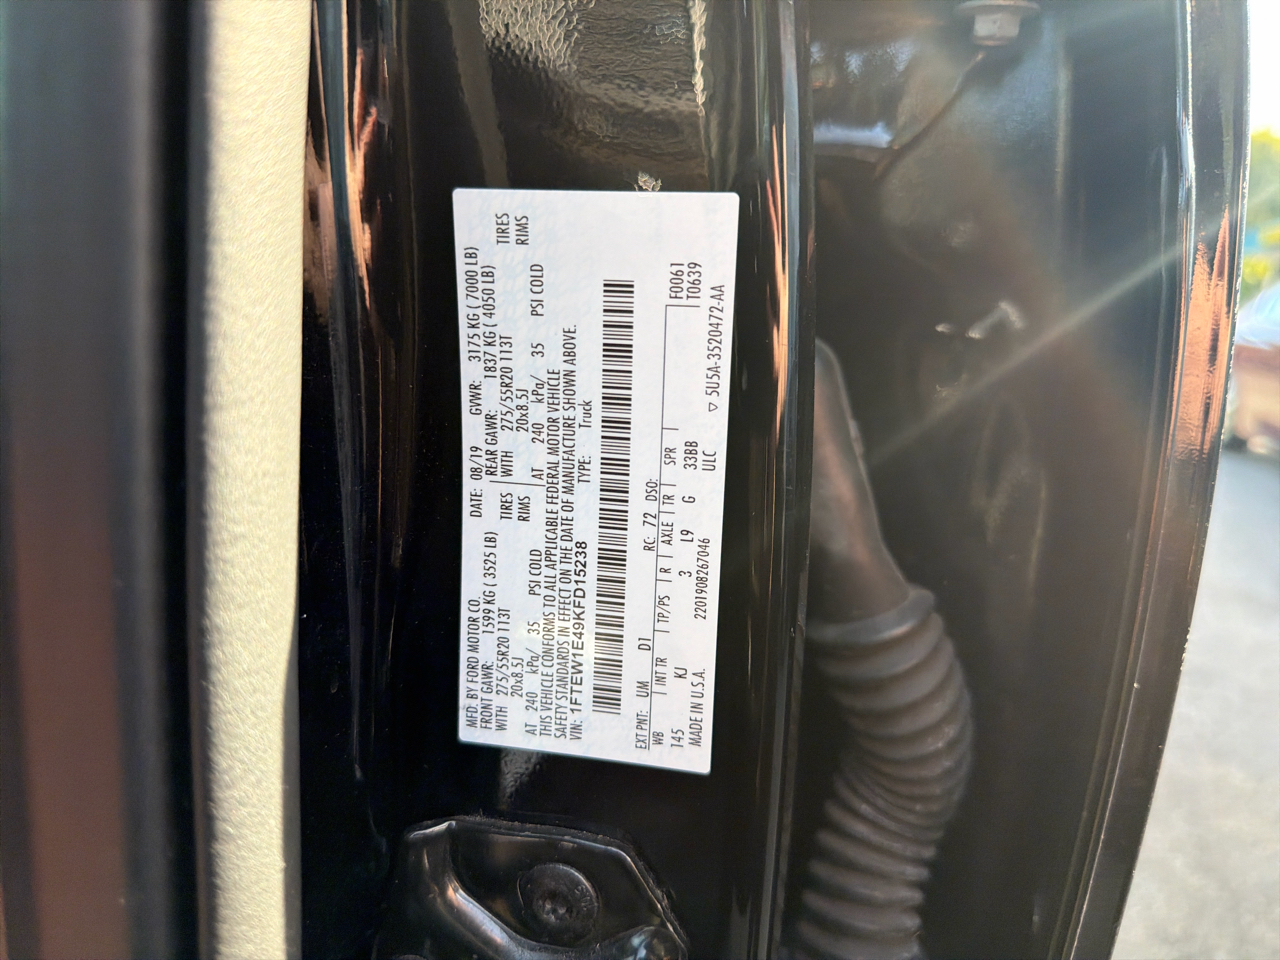 MFD. BY FORD MOTOR CO. DATE: 08/19 GVWR: 3175 KG ( 7000 LB)
FRONT GAWR: 1599 KG ( 3525 LB) REAR GAWR: 1837 KG ( 4050 LB)
WITH 275/55R20 113T TIRES WITH 275/55R20 113T TIRES
20x8.5J RIMS 20x8.5J RIMS
AT 240 kPa/ 35 PSI COLD AT 240 kPa/ 35 PSI COLD
THIS VEHICLE CONFORMS TO ALL APPLICABLE FEDERAL MOTOR VEHICLE
SAFETY STANDARDS IN EFFECT ON THE DATE OF MANUFACTURE SHOWN ABOVE.
VIN: 1FTEW1E49KFD15238 TYPE: Truck
EXT PNT: UM D1 RC: 72 DSO: F0061
WB INT TR TP/PS R AXLE TR SPR T0639
145 KJ 3 L9 G 33BB
MADE IN U.S.A. 2201908267046 ULC ▽ 5U5A-3520472-AA